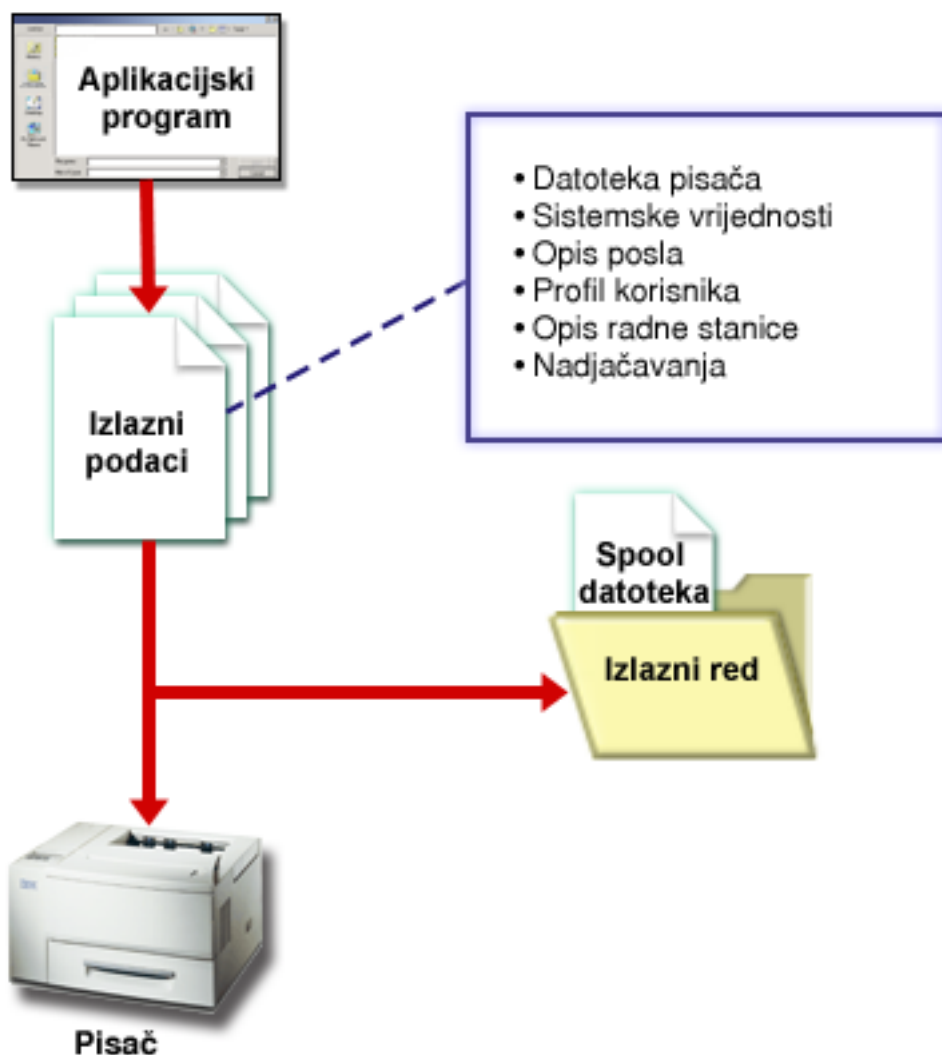 Aplikacijski
program
• Datoteka pisača
• Sistemske vrijednosti
• Opis posla
• Profil korisnika
• Opis radne stanice
• Nadjačavanja
Izlazni
podaci
Spool
datoteka
Izlazni red
IBM
Pisač